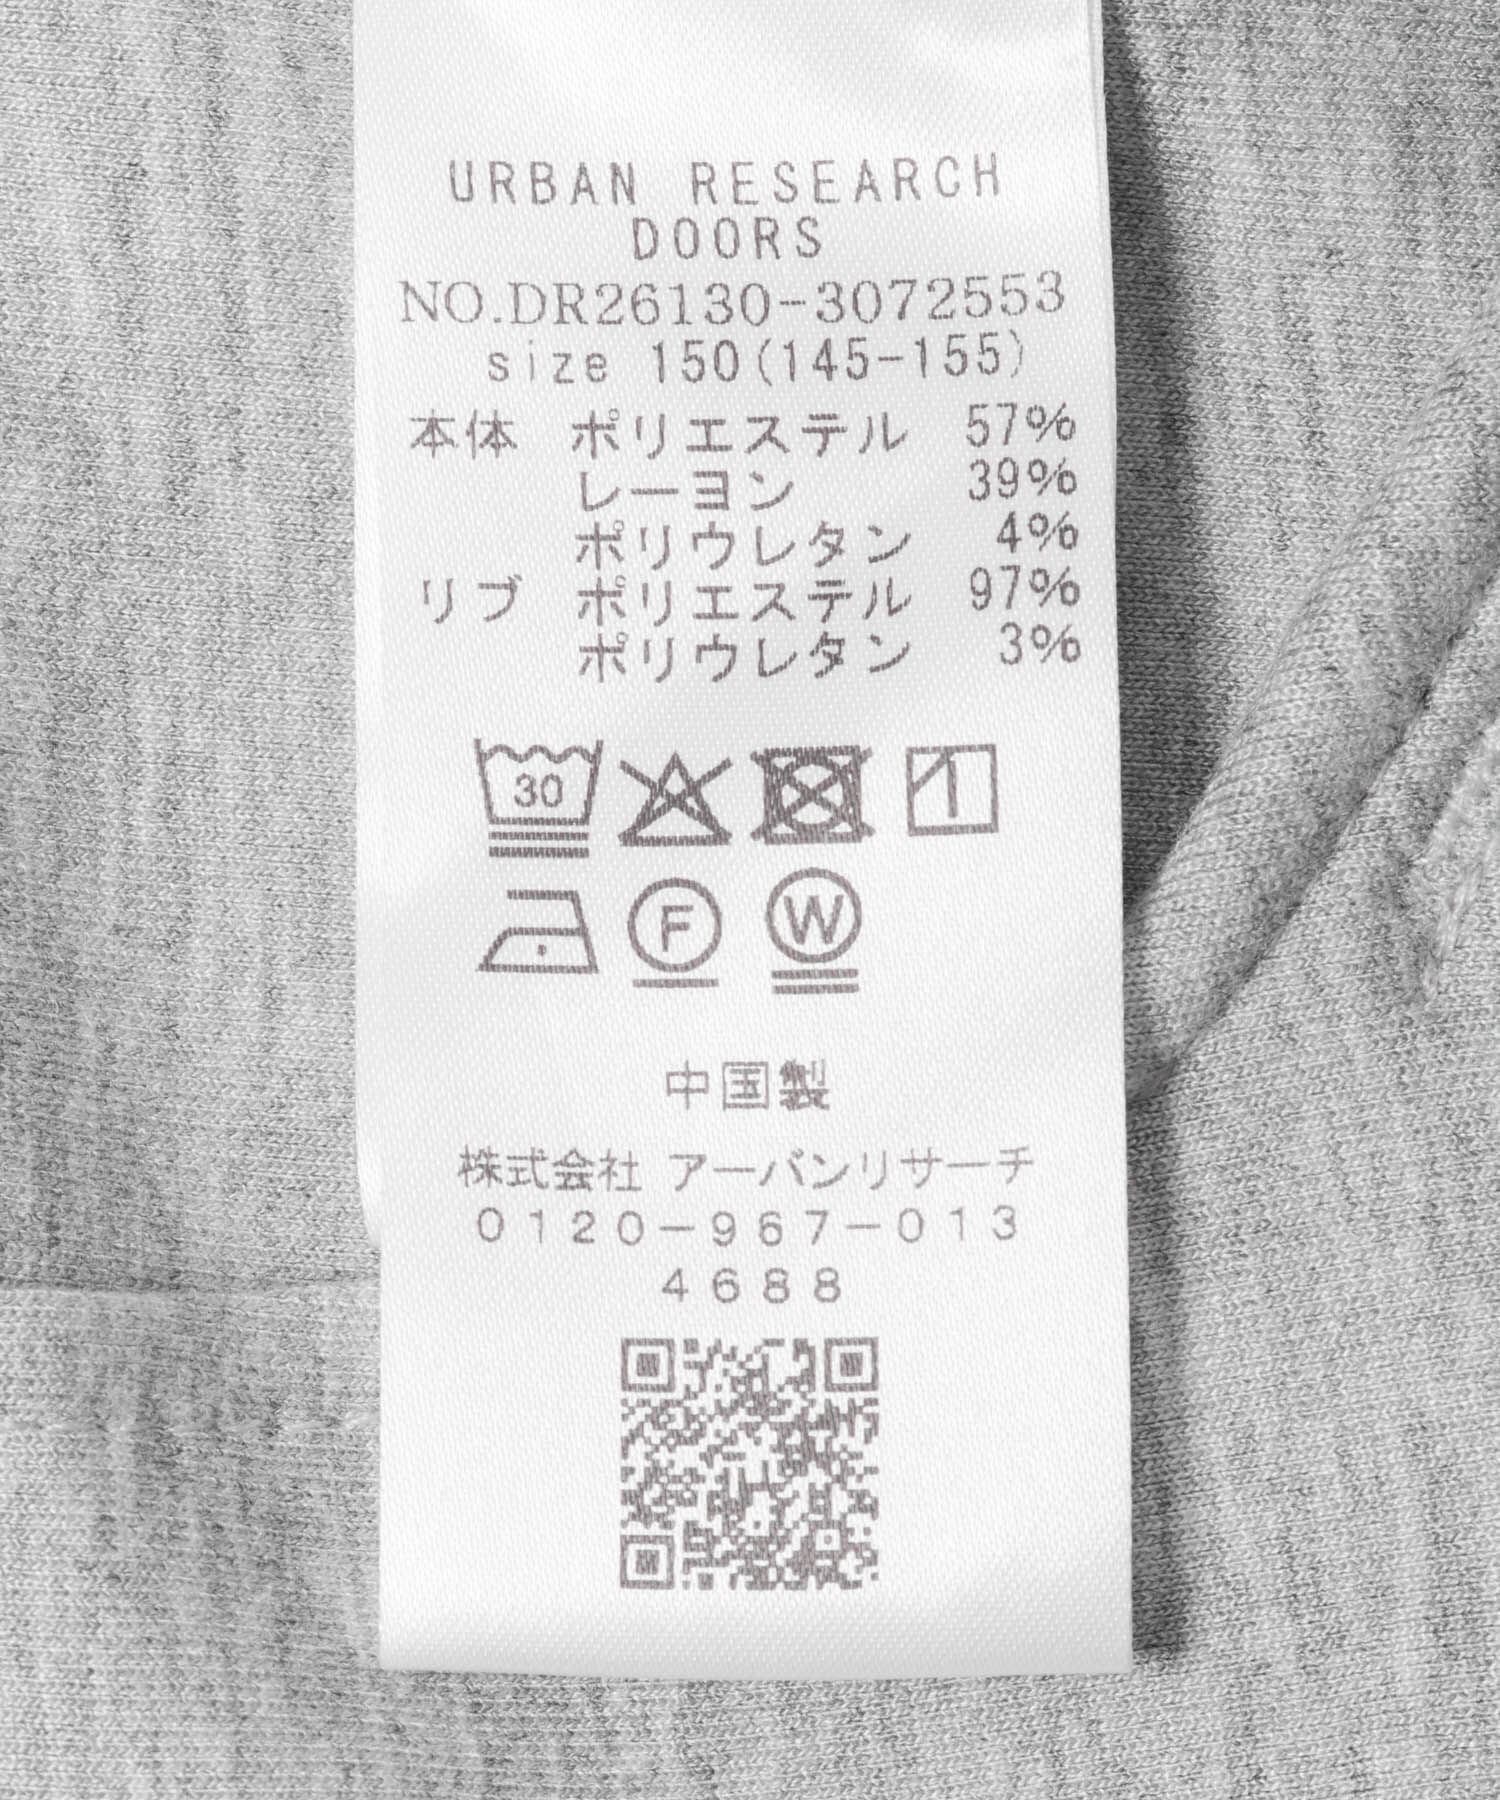 URBAN RESEARCH
DOORS
NO.DR26130-3072553
size 150(145-155)
本体 ポリエステル 57%
レーヨン 39%
ポリウレタン 4%
リブ ポリエステル 97%
ポリウレタン 3%
30
F W
中国製
株式会社 アーバンリサーチ
0120-967-013
4688